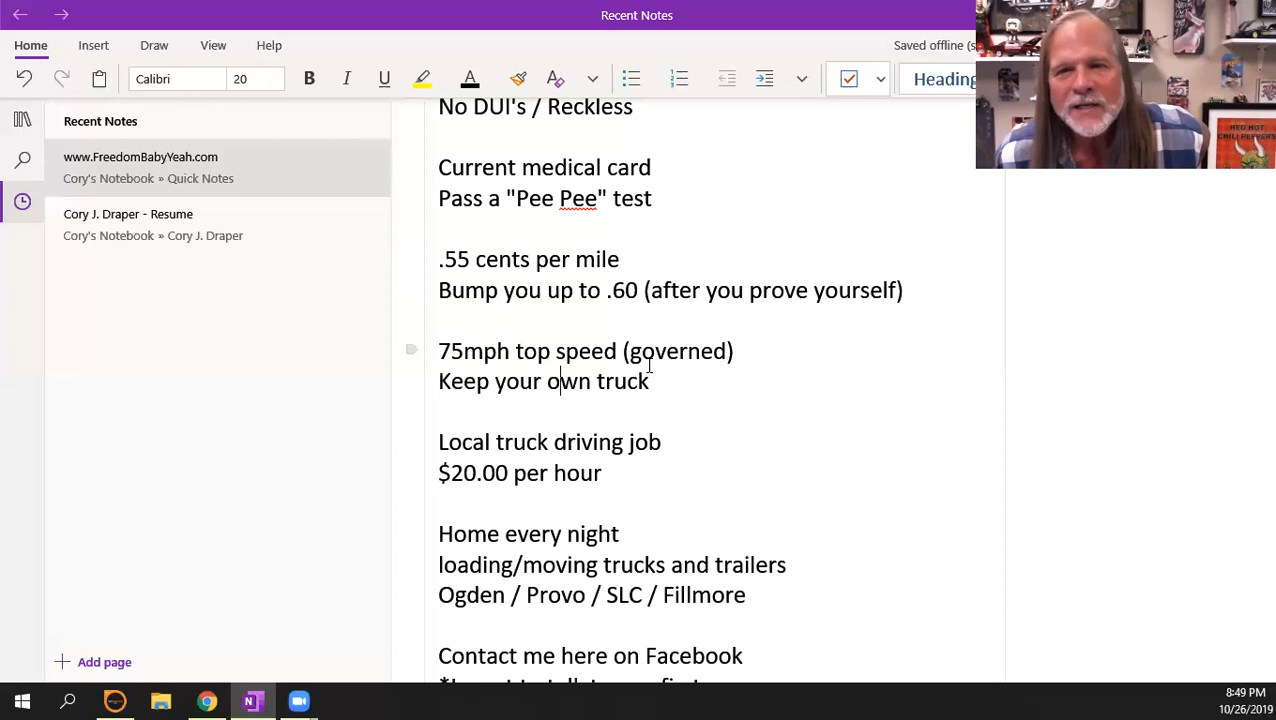 Recent Notes
Home Insert Draw View Help
Saved offline
Calibri 20
B I U A
Heading
Recent Notes
www.FreedomBabyYeah.com
Cory's Notebook » Quick Notes
Cory J. Draper - Resume
Cory's Notebook » Cory J. Draper
Add page
No DUI's / Reckless
Current medical card
Pass a "Pee Pee" test
.55 cents per mile
Bump you up to .60 (after you prove yourself)
75mph top speed (governed)
Keep your own truck
Local truck driving job
$20.00 per hour
Home every night
loading/moving trucks and trailers
Ogden / Provo / SLC / Fillmore
Contact me here on Facebook
RED HOT
CHILI PEPPERS
8:49 PM
10/26/2019